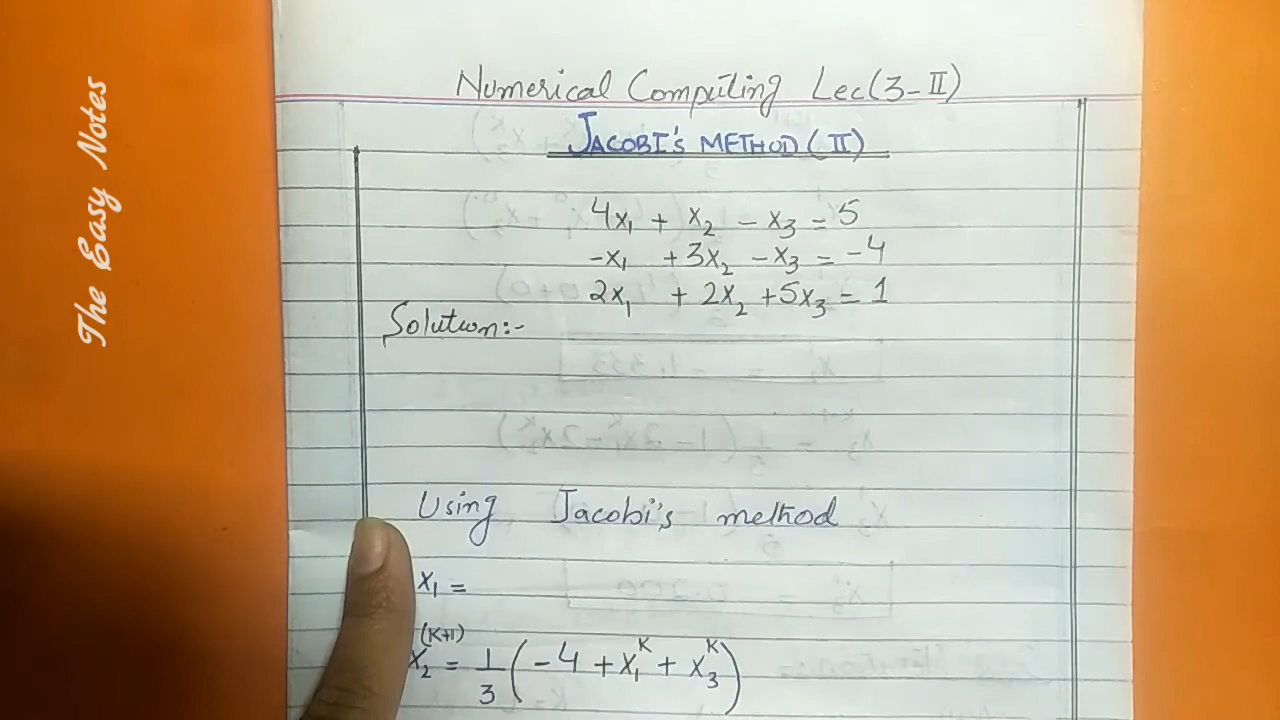 The Easy Notes
Numerical Computing Lec(3-II)
JACOBI'S METHOD (II)
4x₁ + x₂ - x₃ = 5
-x₁ + 3x₂ - x₃ = -4
2x₁ + 2x₂ + 5x₃ = 1
Solution:-
Using Jacobi's method
x₁ =
x₂^(K+1) = 1/3 (-4 + x₁^K + x₃^K)